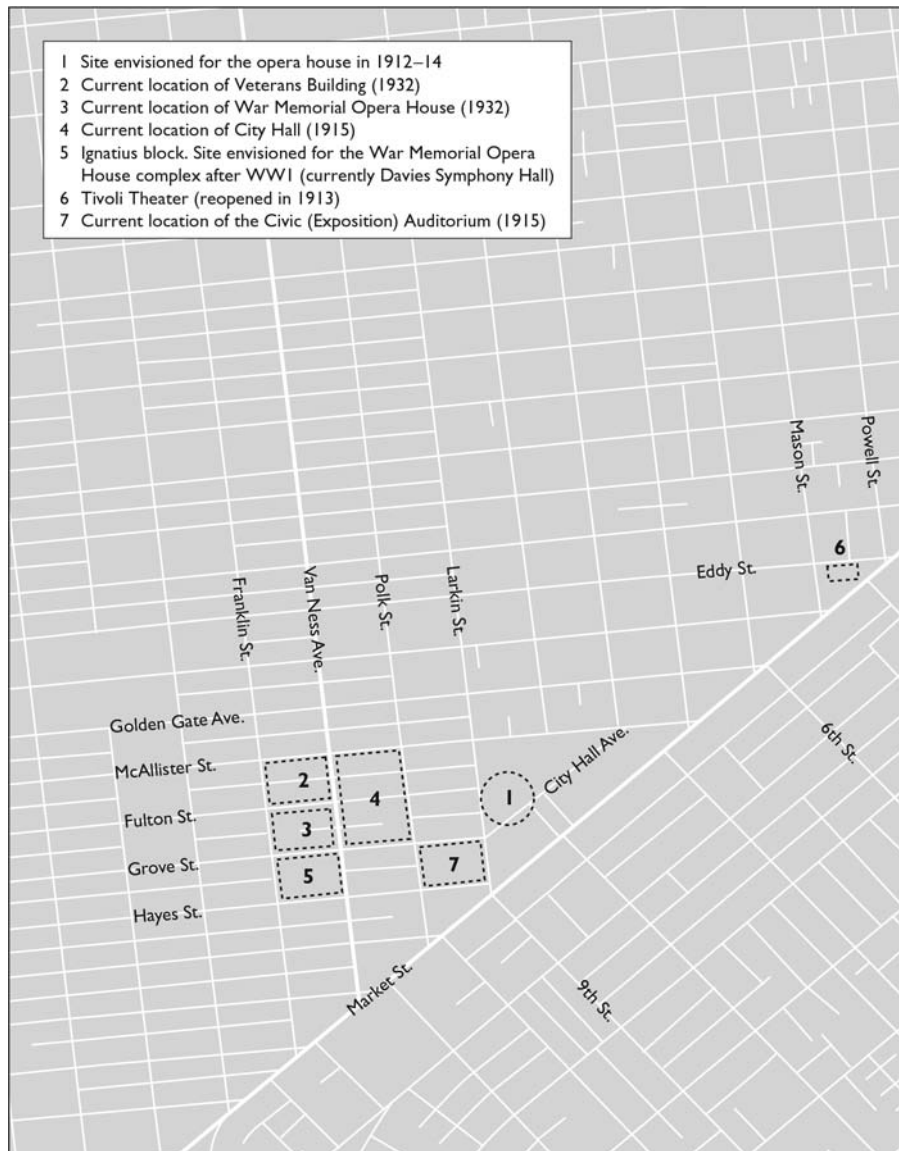 1 Site envisioned for the opera house in 1912–14
2 Current location of Veterans Building (1932)
3 Current location of War Memorial Opera House (1932)
4 Current location of City Hall (1915)
5 Ignatius block. Site envisioned for the War Memorial Opera
House complex after WW1 (currently Davies Symphony Hall)
6 Tivoli Theater (reopened in 1913)
7 Current location of the Civic (Exposition) Auditorium (1915)
Mason St.
Powell St.
6
Eddy St.
Franklin St.
Van Ness Ave.
Polk St.
Larkin St.
Golden Gate Ave.
McAllister St.
Fulton St.
Grove St.
Hayes St.
2
3
5
4
7
1
City Hall Ave.
6th St.
Market St.
9th St.